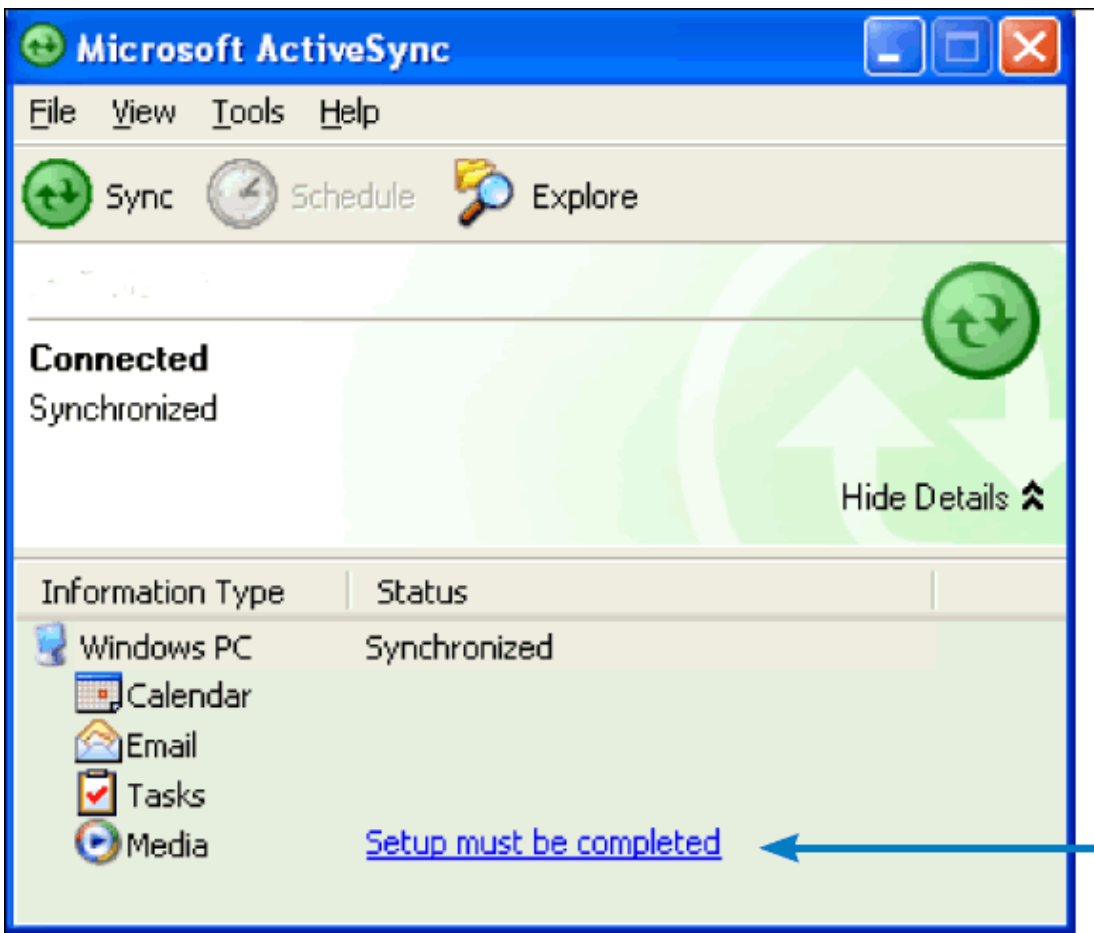 Microsoft ActiveSync
File View Tools Help
Sync Schedule Explore
Connected
Synchronized
Hide Details
Information Type Status
Windows PC Synchronized
Calendar
Email
Tasks
Media Setup must be completed